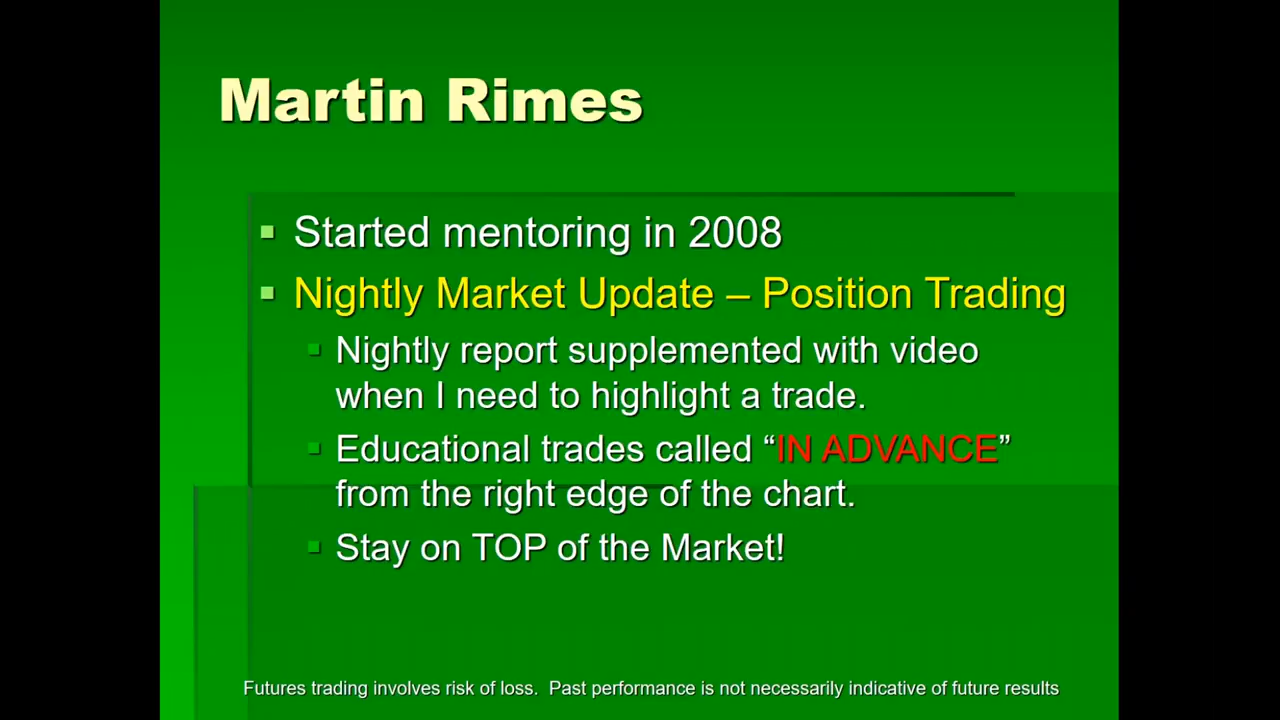 Martin Rimes
Started mentoring in 2008
Nightly Market Update – Position Trading
Nightly report supplemented with video
when I need to highlight a trade.
Educational trades called “IN ADVANCE”
from the right edge of the chart.
Stay on TOP of the Market!
Futures trading involves risk of loss.  Past performance is not necessarily indicative of future results